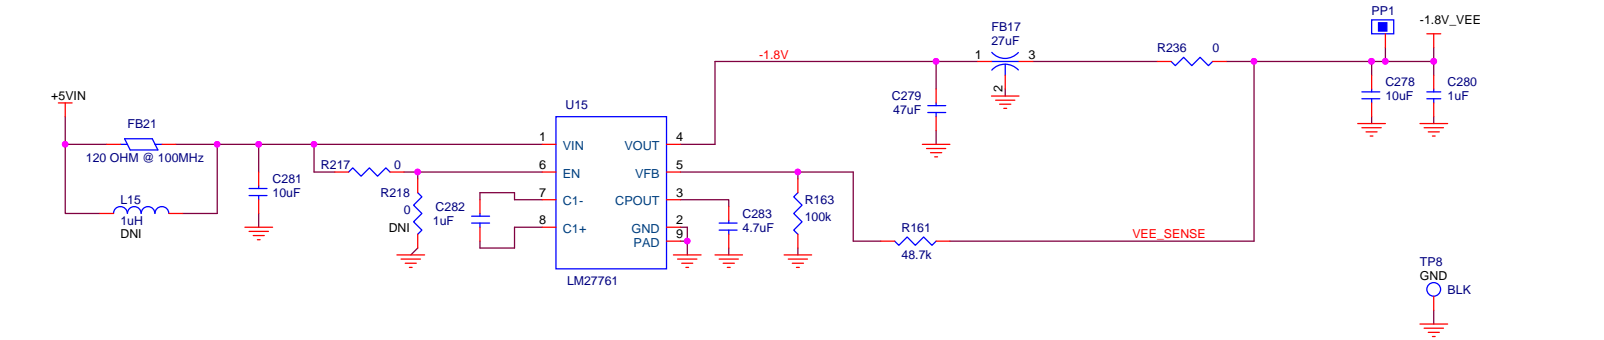 PP1
-1.8V_VEE
FB17
27uF
-1.8V
1
3
R236
0
2
C279
47uF
C278
10uF
C280
1uF
+5VIN
FB21
120 OHM @ 100MHz
L15
1uH
DNI
C281
10uF
R217
0
R218
0
DNI
C282
1uF
U15
1
VIN
VOUT
4
6
EN
VFB
5
7
C1-
CPOUT
3
8
C1+
GND
2
PAD
9
LM27761
C283
4.7uF
R163
100k
R161
48.7k
VEE_SENSE
TP8
GND
BLK